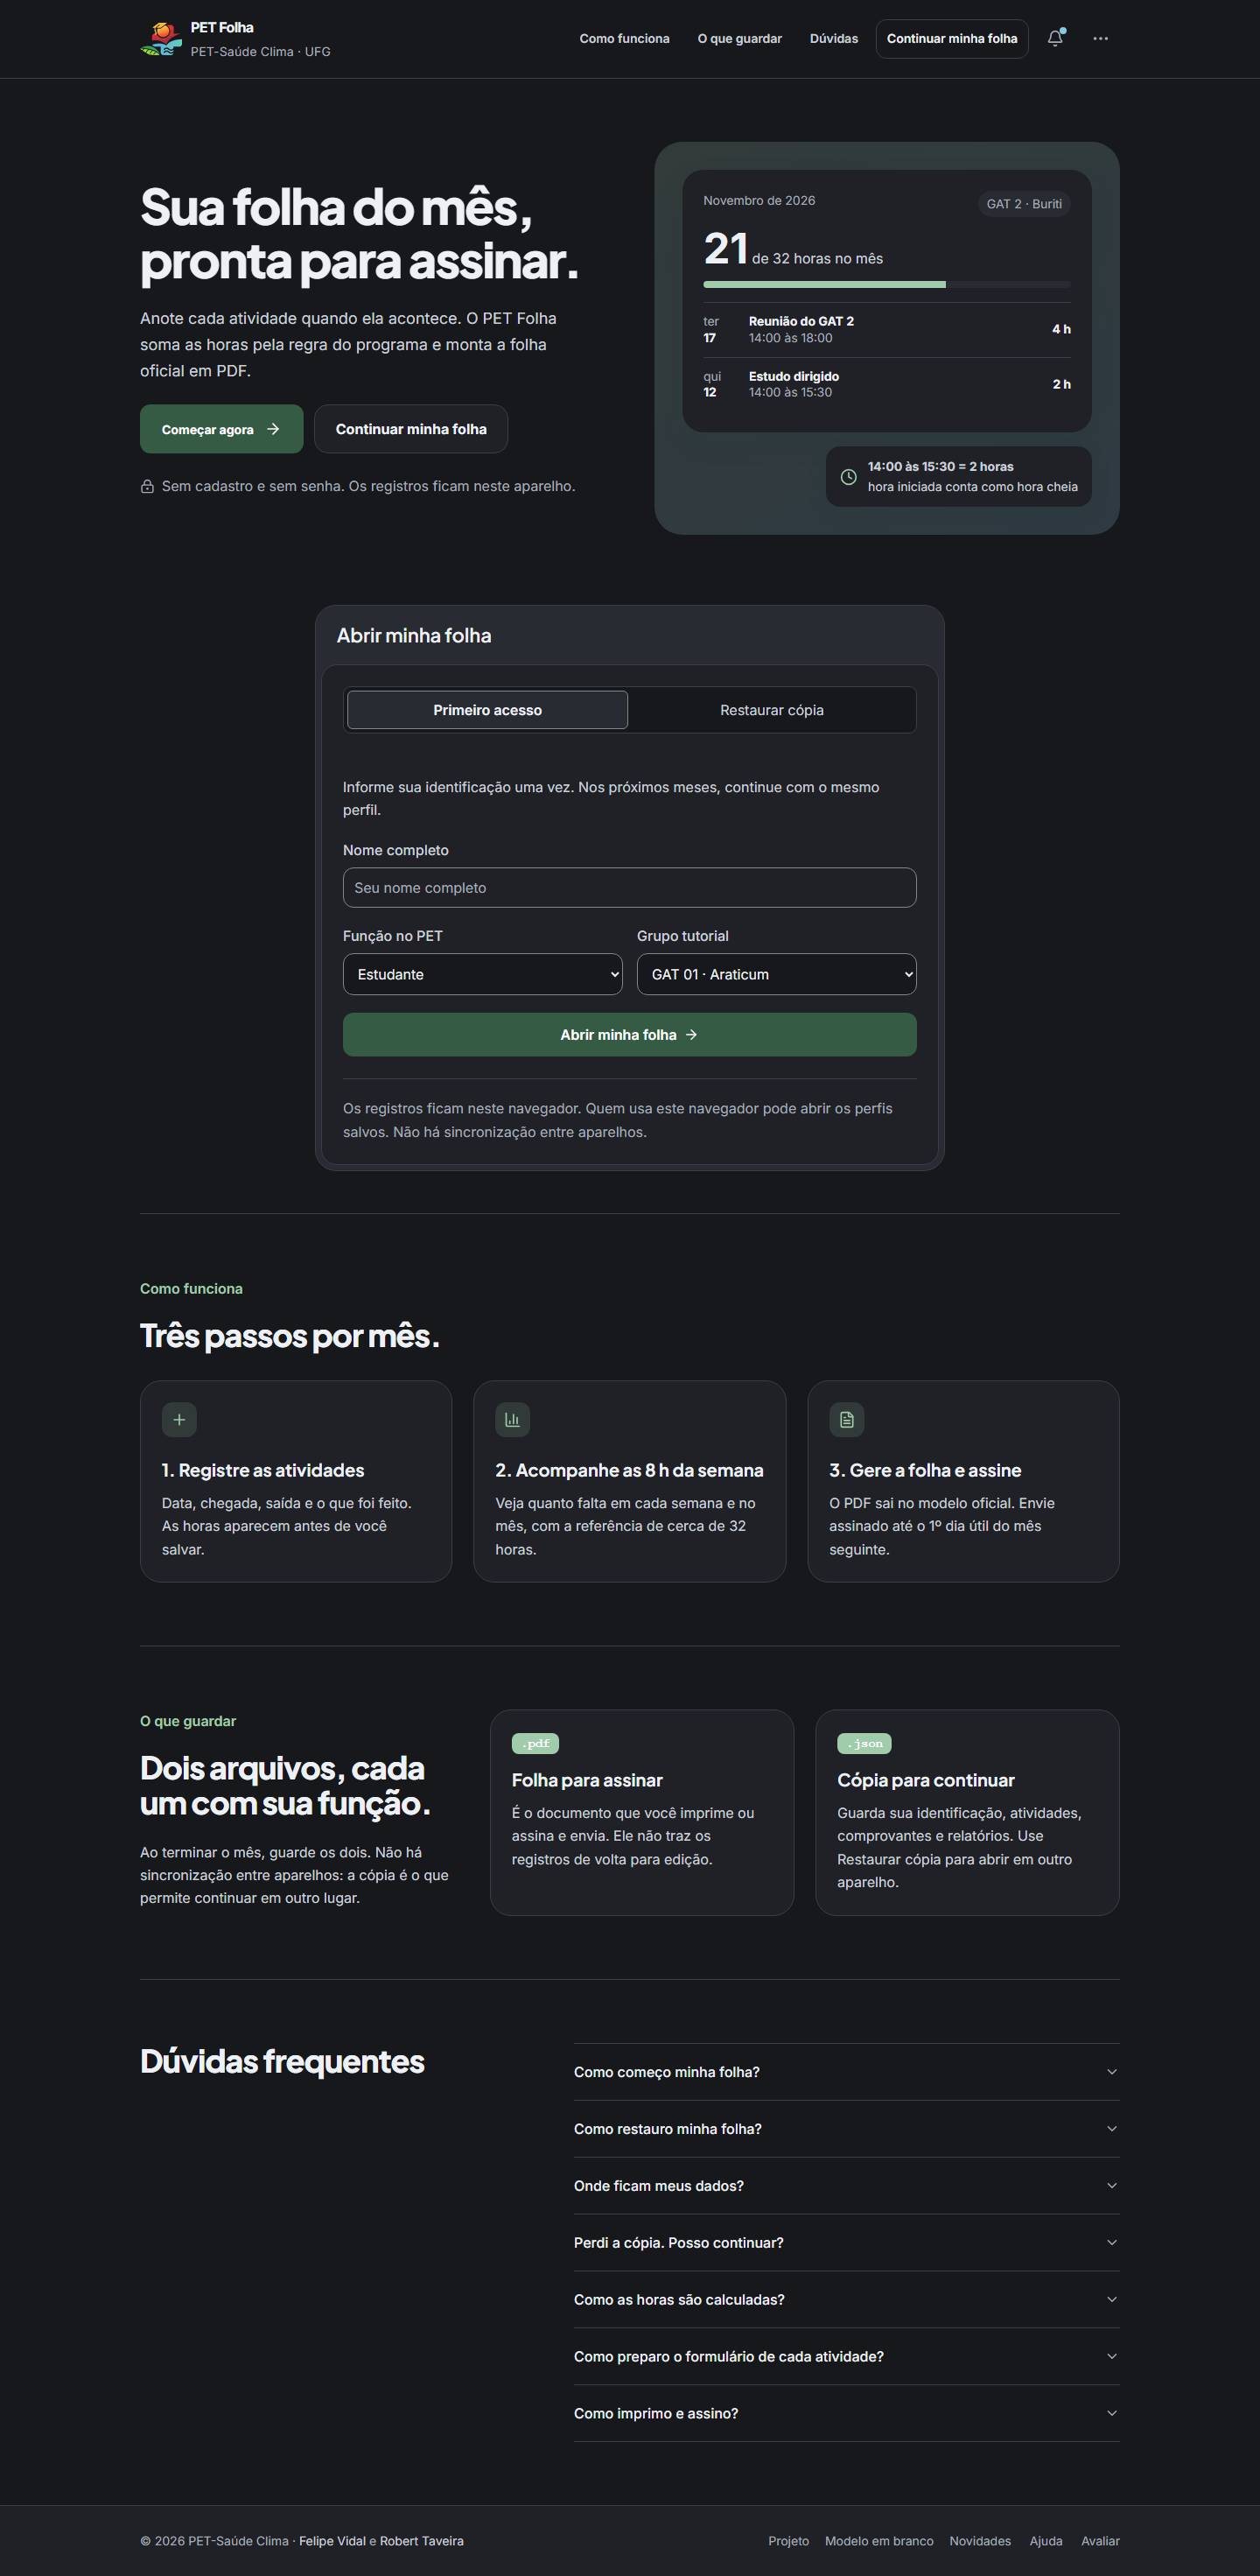 PET Folha
PET-Saúde Clima · UFG
Como funciona
O que guardar
Dúvidas
Continuar minha folha
Sua folha do mês,
pronta para assinar.
Anote cada atividade quando ela acontece. O PET Folha
soma as horas pela regra do programa e monta a folha
oficial em PDF.
Começar agora
Continuar minha folha
Sem cadastro e sem senha. Os registros ficam neste aparelho.
Novembro de 2026
GAT 2 · Buriti
21 de 32 horas no mês
ter
17
Reunião do GAT 2
14:00 às 18:00
4 h
qui
12
Estudo dirigido
14:00 às 15:30
2 h
14:00 às 15:30 = 2 horas
hora iniciada conta como hora cheia
Abrir minha folha
Primeiro acesso
Restaurar cópia
Informe sua identificação uma vez. Nos próximos meses, continue com o mesmo
perfil.
Nome completo
Seu nome completo
Função no PET
Grupo tutorial
Estudante
GAT 01 · Araticum
Abrir minha folha
Os registros ficam neste navegador. Quem usa este navegador pode abrir os perfis
salvos. Não há sincronização entre aparelhos.
Como funciona
Três passos por mês.
1. Registre as atividades
Data, chegada, saída e o que foi feito.
As horas aparecem antes de você
salvar.
2. Acompanhe as 8 h da semana
Veja quanto falta em cada semana e no
mês, com a referência de cerca de 32
horas.
3. Gere a folha e assine
O PDF sai no modelo oficial. Envie
assinado até o 1º dia útil do mês
seguinte.
O que guardar
Dois arquivos, cada
um com sua função.
Ao terminar o mês, guarde os dois. Não há
sincronização entre aparelhos: a cópia é o que
permite continuar em outro lugar.
.pdf
Folha para assinar
É o documento que você imprime ou
assina e envia. Ele não traz os
registros de volta para edição.
.json
Cópia para continuar
Guarda sua identificação, atividades,
comprovantes e relatórios. Use
Restaurar cópia para abrir em outro
aparelho.
Dúvidas frequentes
Como começo minha folha?
Como restauro minha folha?
Onde ficam meus dados?
Perdi a cópia. Posso continuar?
Como as horas são calculadas?
Como preparo o formulário de cada atividade?
Como imprimo e assino?
© 2026 PET-Saúde Clima · Felipe Vidal e Robert Taveira
Projeto
Modelo em branco
Novidades
Ajuda
Avaliar